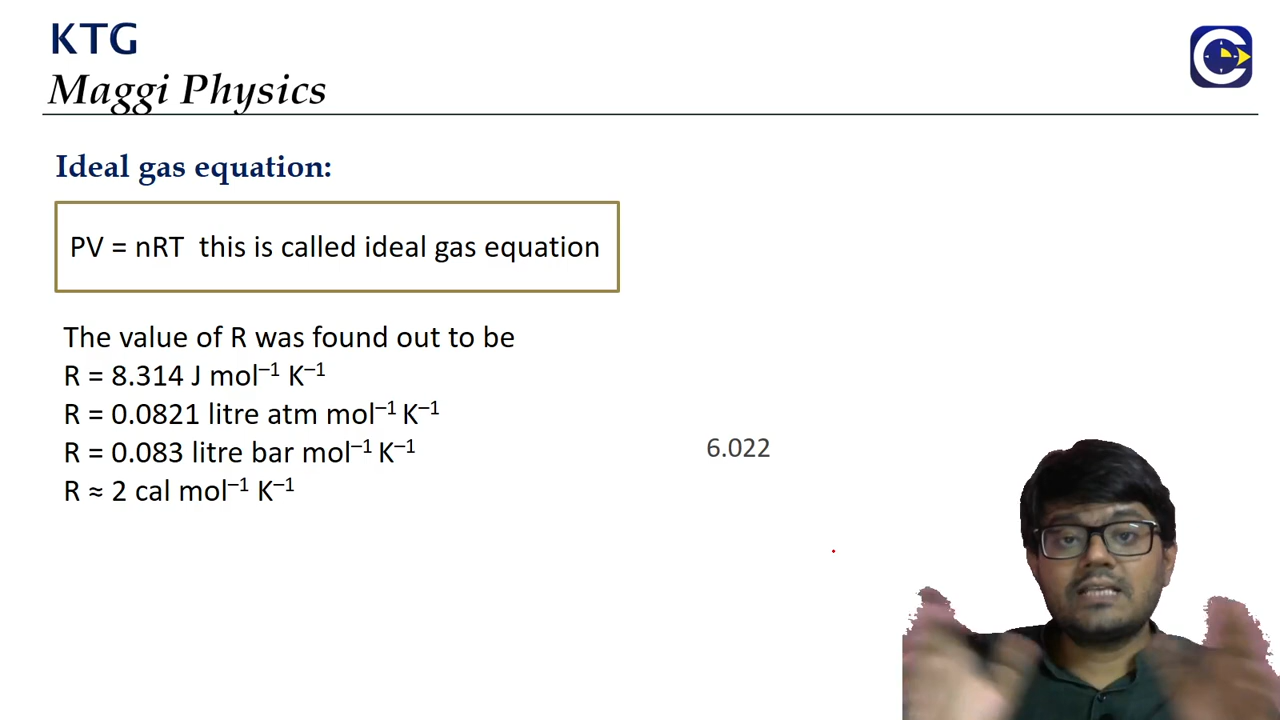 KTG
Maggi Physics
Ideal gas equation:
PV = nRT this is called ideal gas equation
The value of R was found out to be
R = 8.314 J mol⁻¹ K⁻¹
R = 0.0821 litre atm mol⁻¹ K⁻¹
R = 0.083 litre bar mol⁻¹ K⁻¹
R ≈ 2 cal mol⁻¹ K⁻¹
6.022